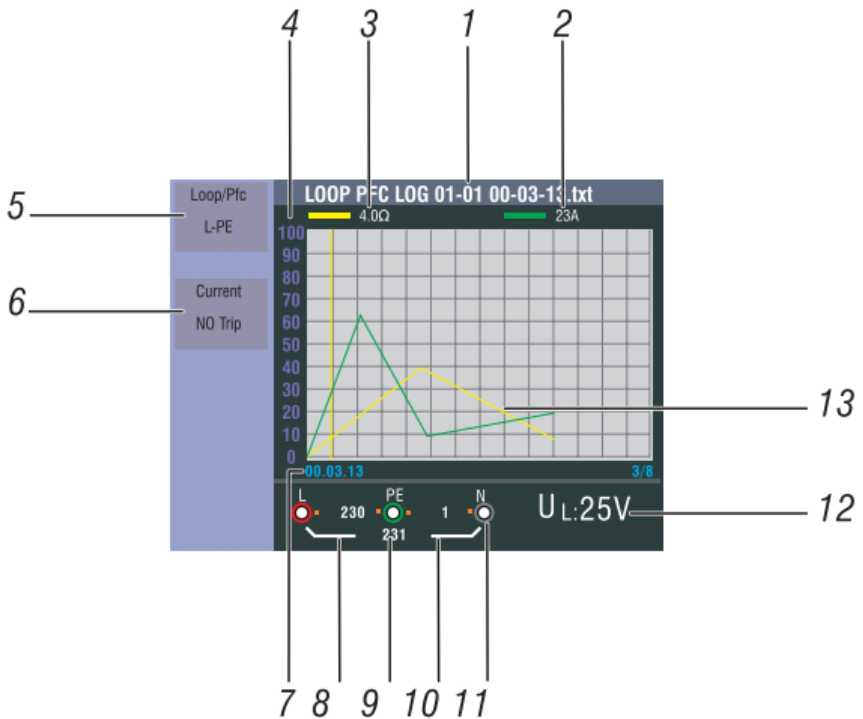 4 3 1 2
Loop/Pfc
L-PE
LOOP PFC LOG 01-01 00-03-13.txt
4.0Ω 23A
5
100
90
80
70
60
50
40
30
20
10
0
6
Current
NO Trip
13
00.03.13 3/8
L 230 PE 1 N
231
UL:25V
12
7 8 9 10 11